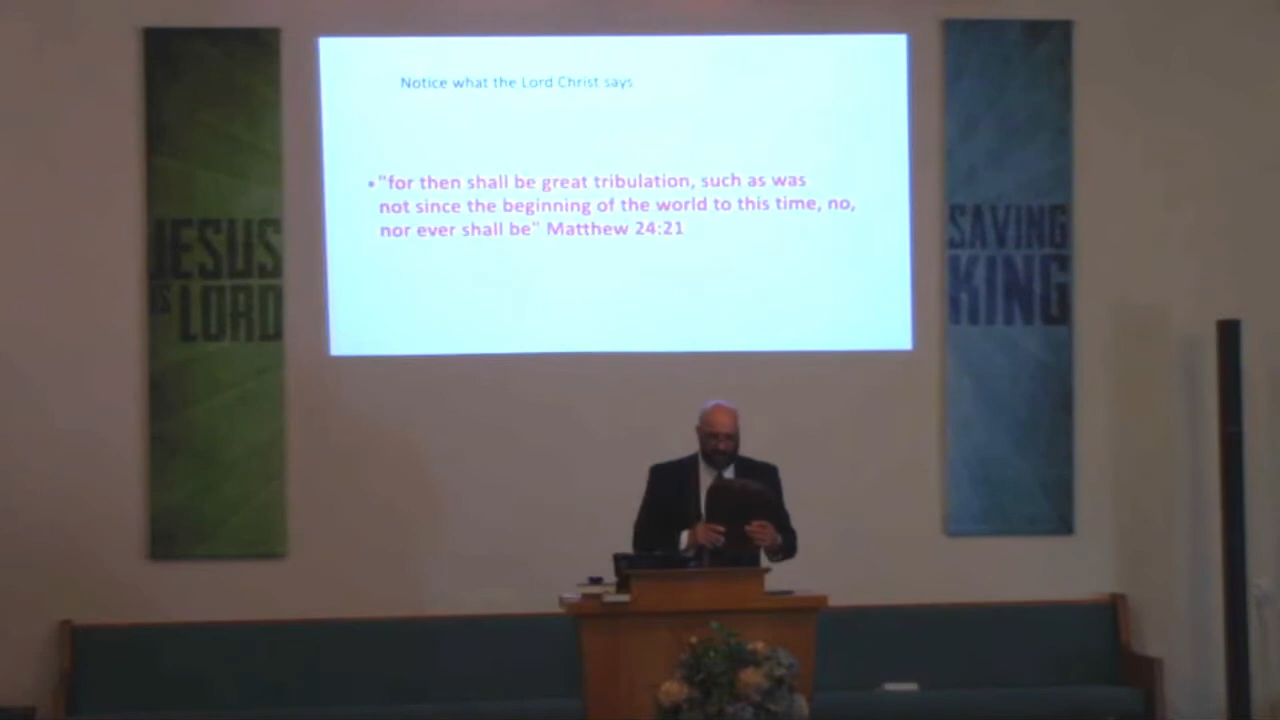 Notice what the Lord Christ says
• "for then shall be great tribulation, such as was
not since the beginning of the world to this time, no,
nor ever shall be" Matthew 24:21
JESUS
IS LORD
SAVING
KING